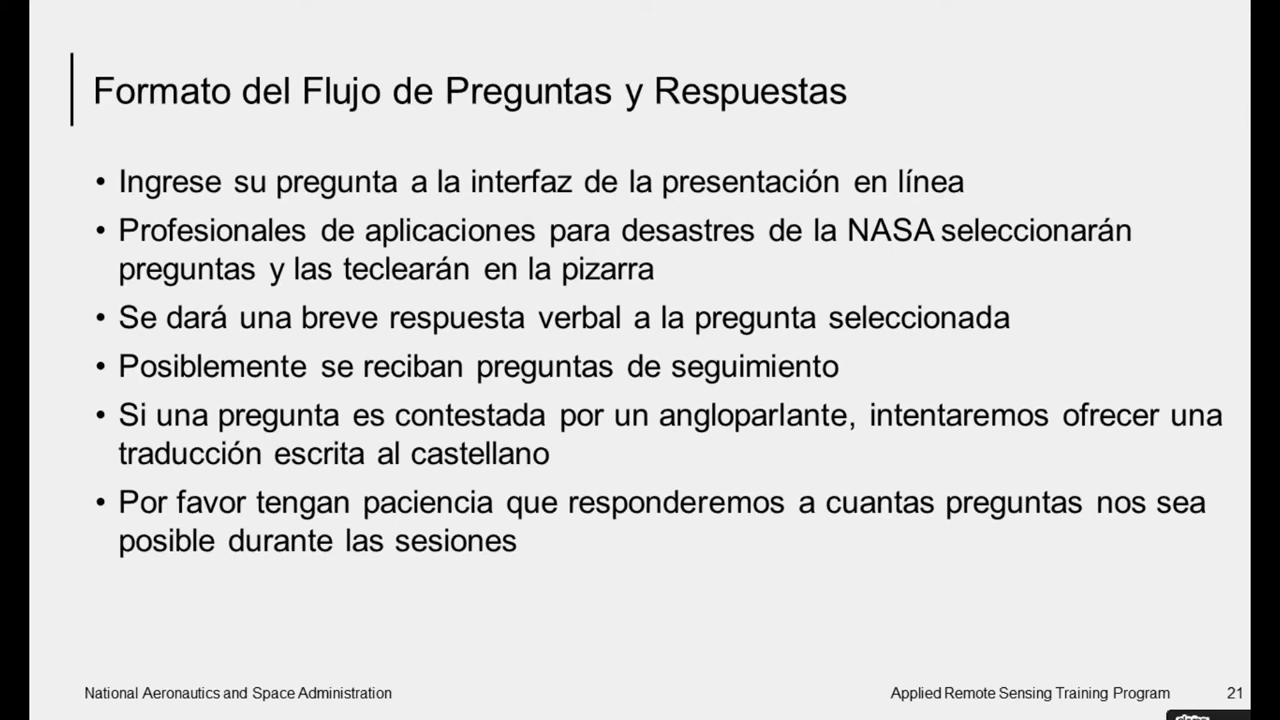 Formato del Flujo de Preguntas y Respuestas
• Ingrese su pregunta a la interfaz de la presentación en línea
• Profesionales de aplicaciones para desastres de la NASA seleccionarán
preguntas y las teclearán en la pizarra
• Se dará una breve respuesta verbal a la pregunta seleccionada
• Posiblemente se reciban preguntas de seguimiento
• Si una pregunta es contestada por un angloparlante, intentaremos ofrecer una
traducción escrita al castellano
• Por favor tengan paciencia que responderemos a cuantas preguntas nos sea
posible durante las sesiones
National Aeronautics and Space Administration
Applied Remote Sensing Training Program
21